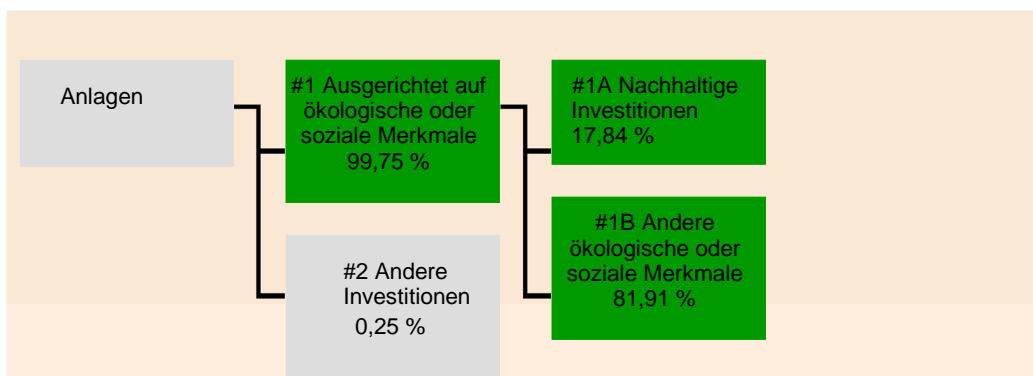 Anlagen
#1 Ausgerichtet auf
ökologische oder
soziale Merkmale
99,75 %
#2 Andere
Investitionen
0,25 %
#1A Nachhaltige
Investitionen
17,84 %
#1B Andere
ökologische oder
soziale Merkmale
81,91 %